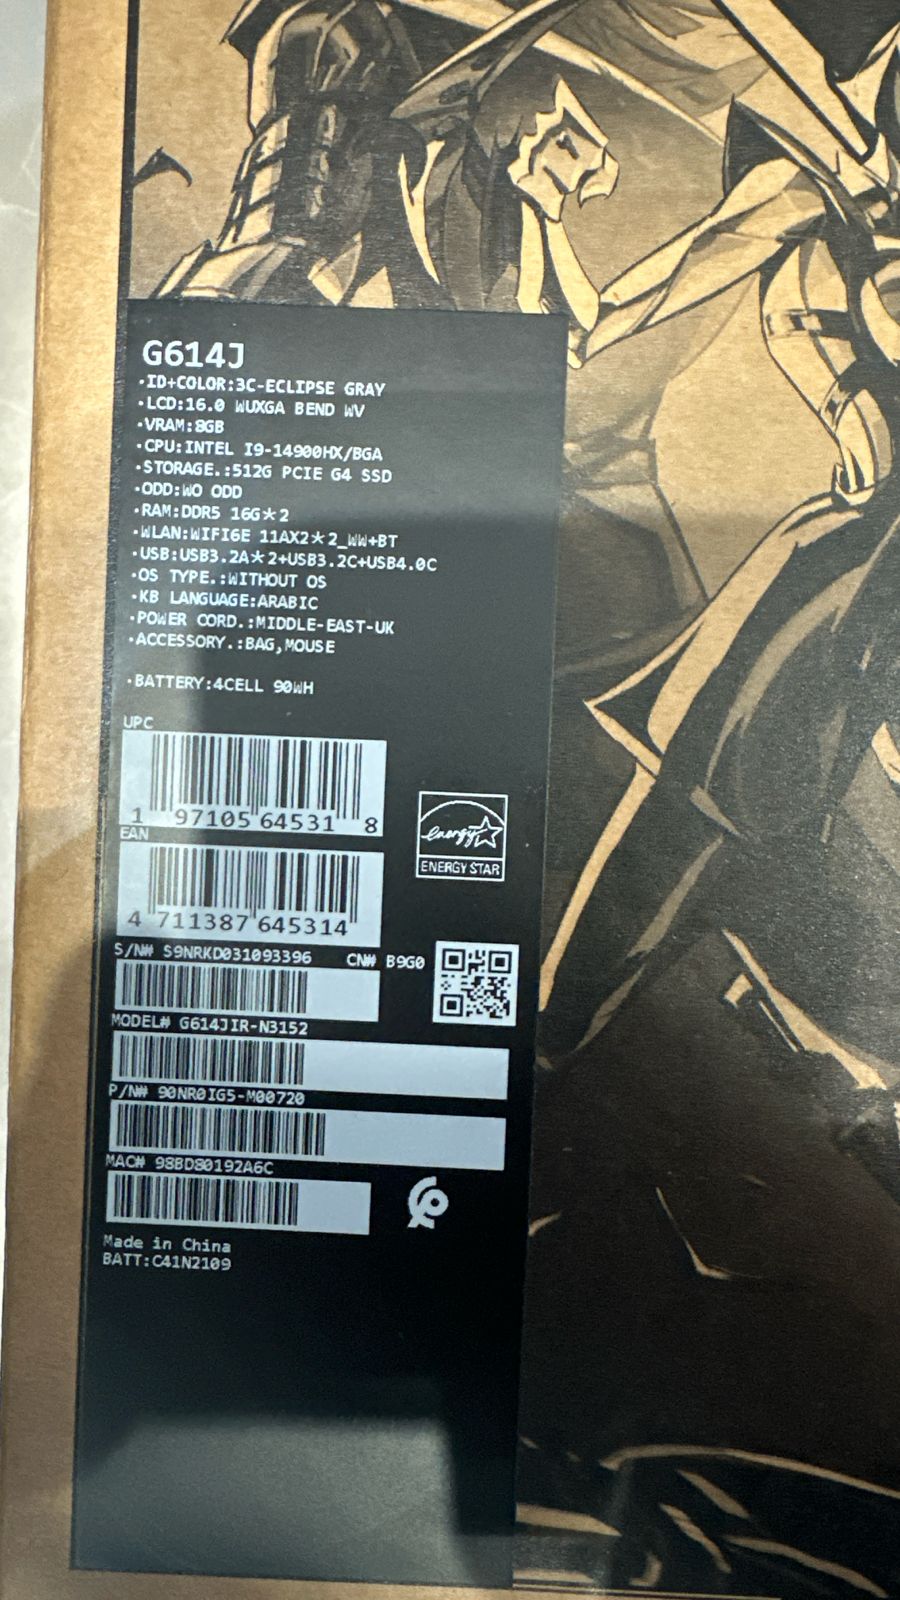 G614J
·ID+COLOR:3C-ECLIPSE GRAY
·LCD:16.0 WUXGA BEND WV
·VRAM:8GB
·CPU:INTEL I9-14900HX/BGA
·STORAGE.:512G PCIE G4 SSD
·ODD:WO ODD
·RAM:DDR5 16G*2
·WLAN:WIFI6E 11AX2*2_WW+BT
·USB:USB3.2A*2+USB3.2C+USB4.0C
·OS TYPE.:WITHOUT OS
·KB LANGUAGE:ARABIC
·POWER CORD.:MIDDLE-EAST-UK
·ACCESSORY.:BAG,MOUSE
·BATTERY:4CELL 90WH
UPC
1 97105 64531 8
EAN
4 711387 645314
energy
ENERGY STAR
S/N# S9NRKD031093396 CN# B9G0
MODEL# G614JIR-N3152
P/N# 90NR0IG5-M00720
MAC# 98BD80192A6C
Made in China
BATT:C41N2109